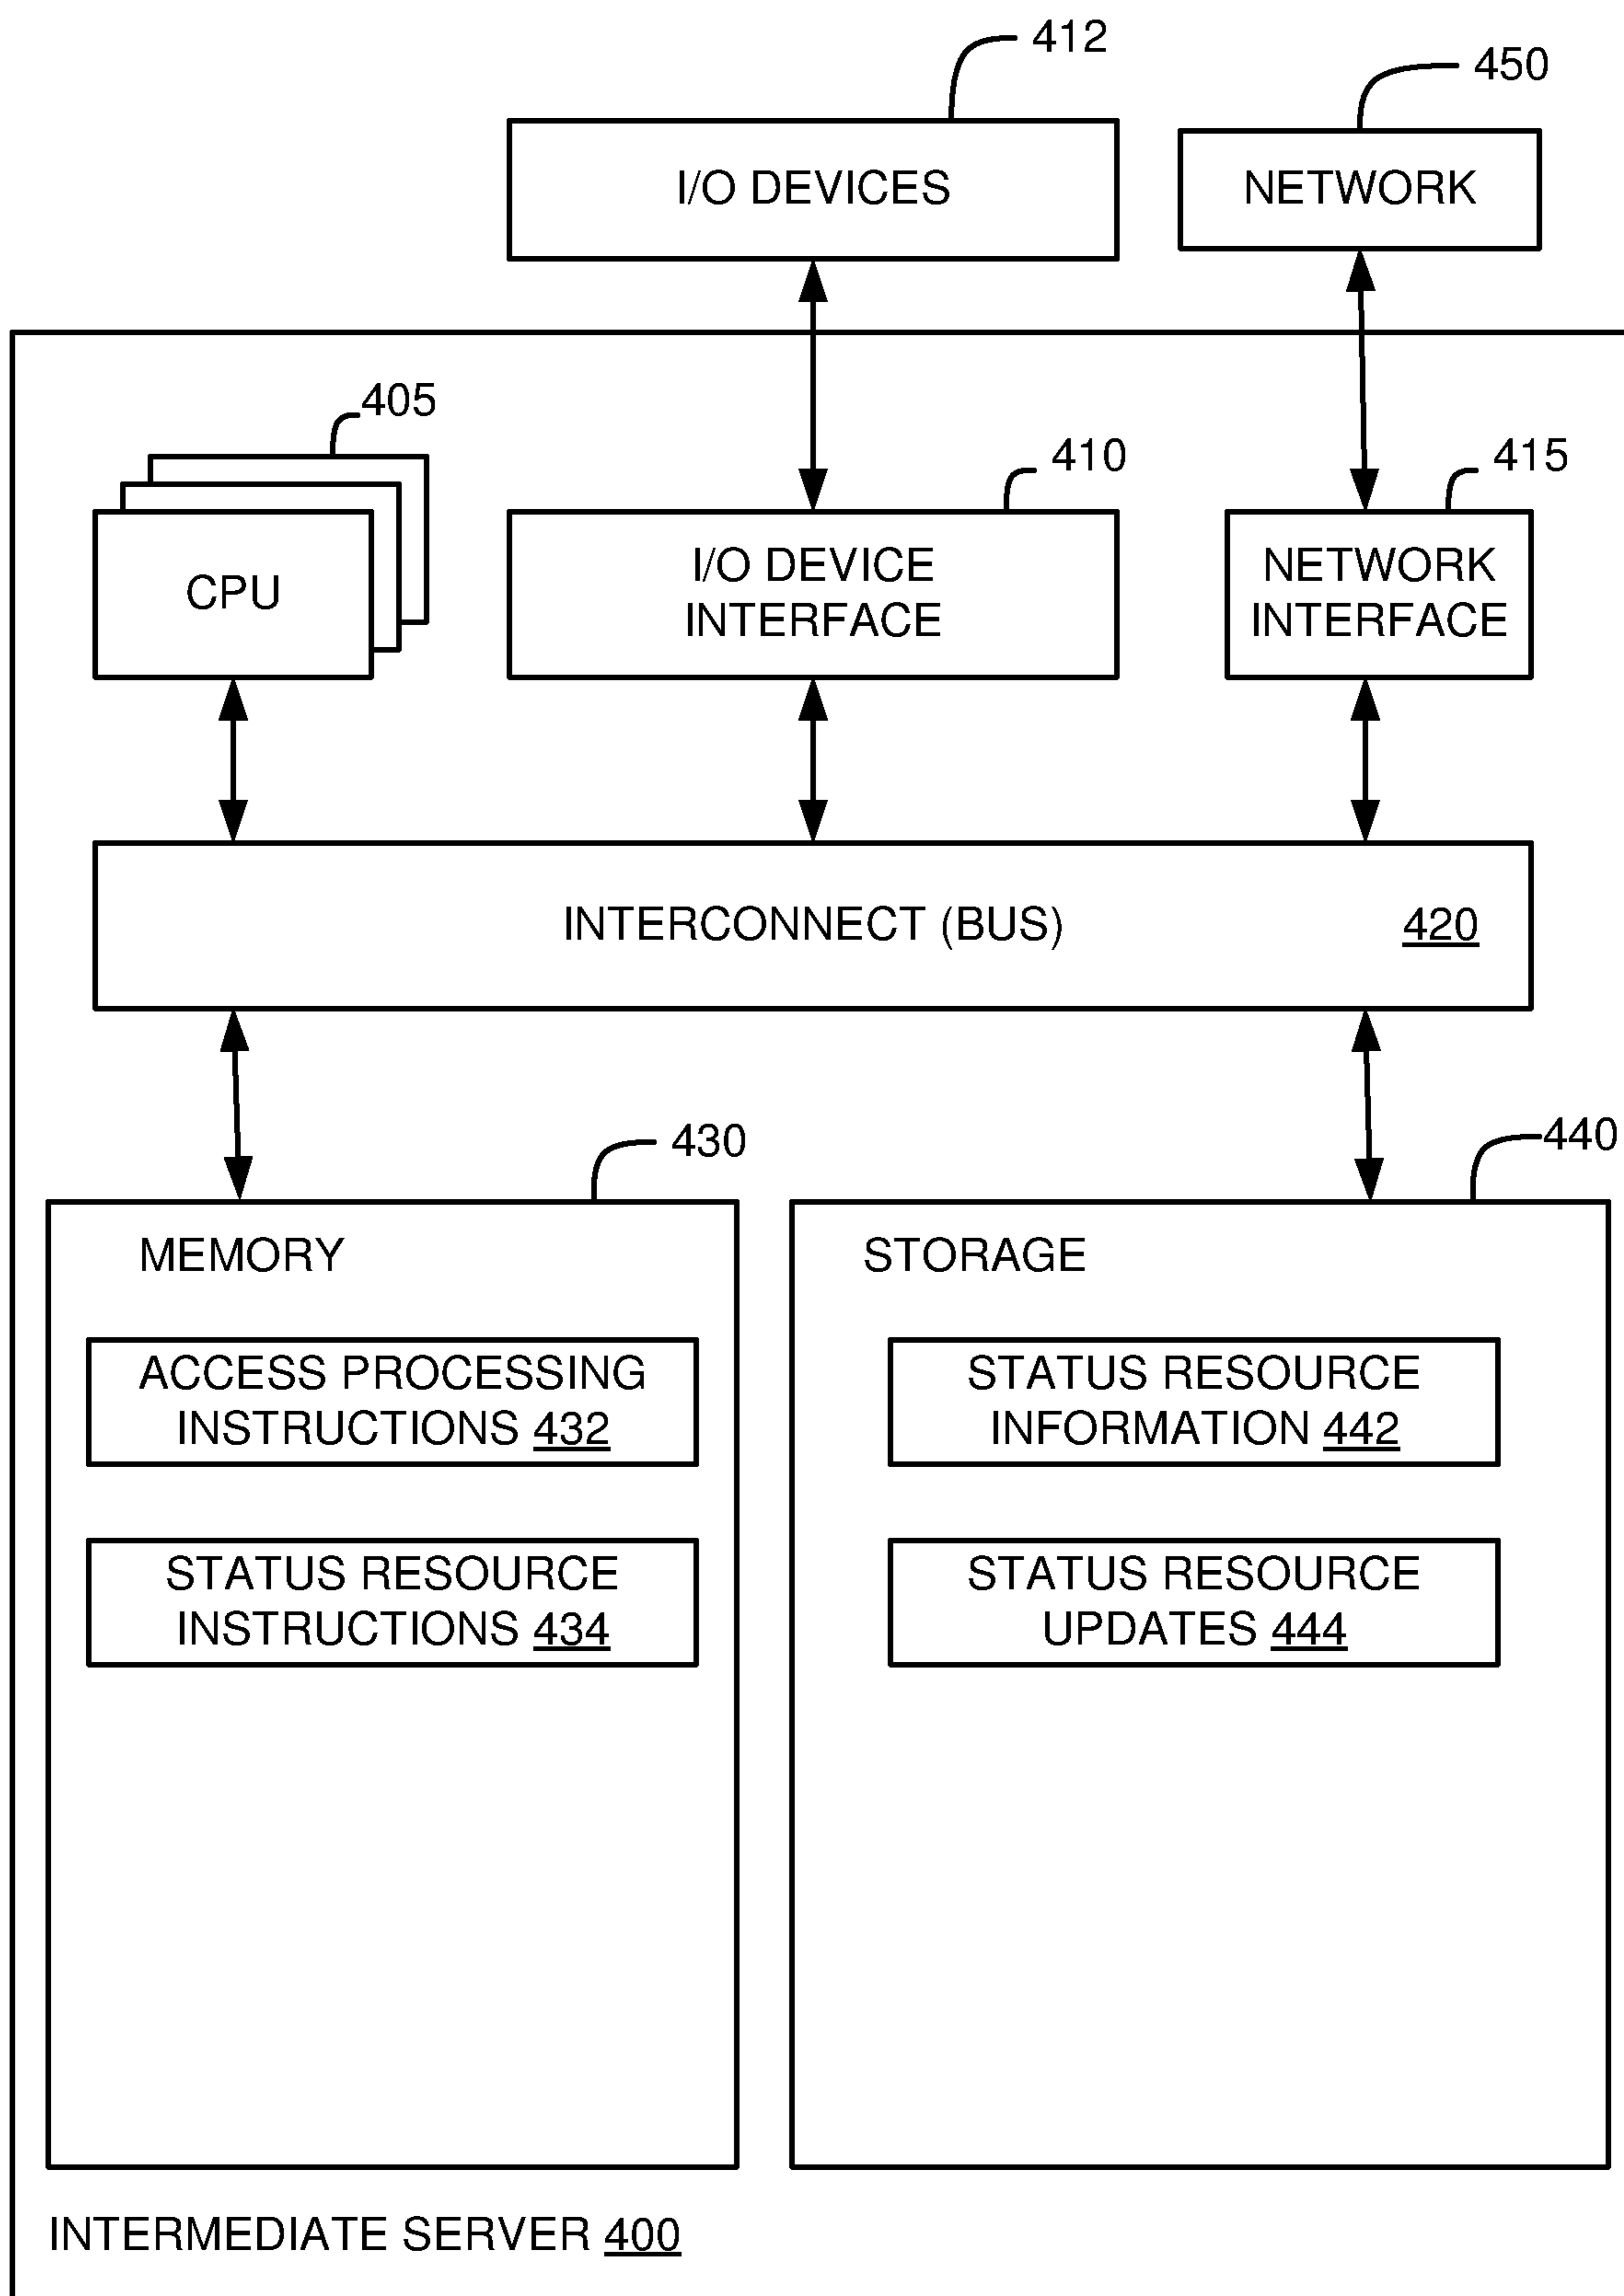 412
450
I/O DEVICES
NETWORK
405
410
415
CPU
I/O DEVICE
INTERFACE
NETWORK
INTERFACE
INTERCONNECT (BUS) 420
430
440
MEMORY
ACCESS PROCESSING
INSTRUCTIONS 432
STATUS RESOURCE
INSTRUCTIONS 434
STORAGE
STATUS RESOURCE
INFORMATION 442
STATUS RESOURCE
UPDATES 444
INTERMEDIATE SERVER 400